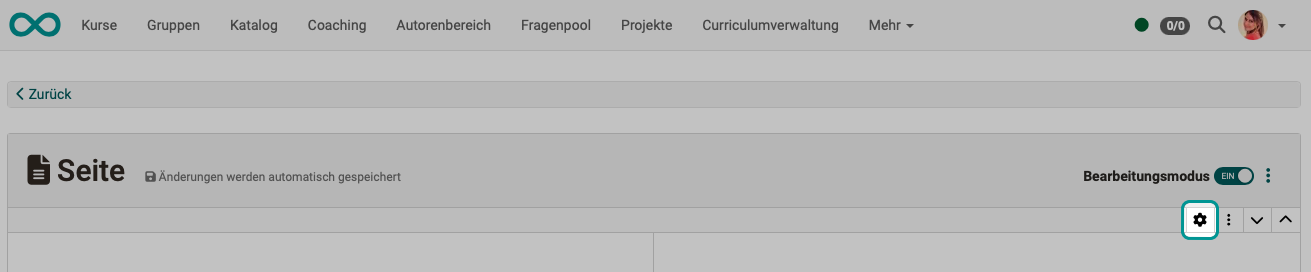 Kurse Gruppen Katalog Coaching Autorenbereich Fragenpool Projekte Curriculumverwaltung Mehr 0/0
Zurück
Seite Änderungen werden automatisch gespeichert Bearbeitungsmodus EIN